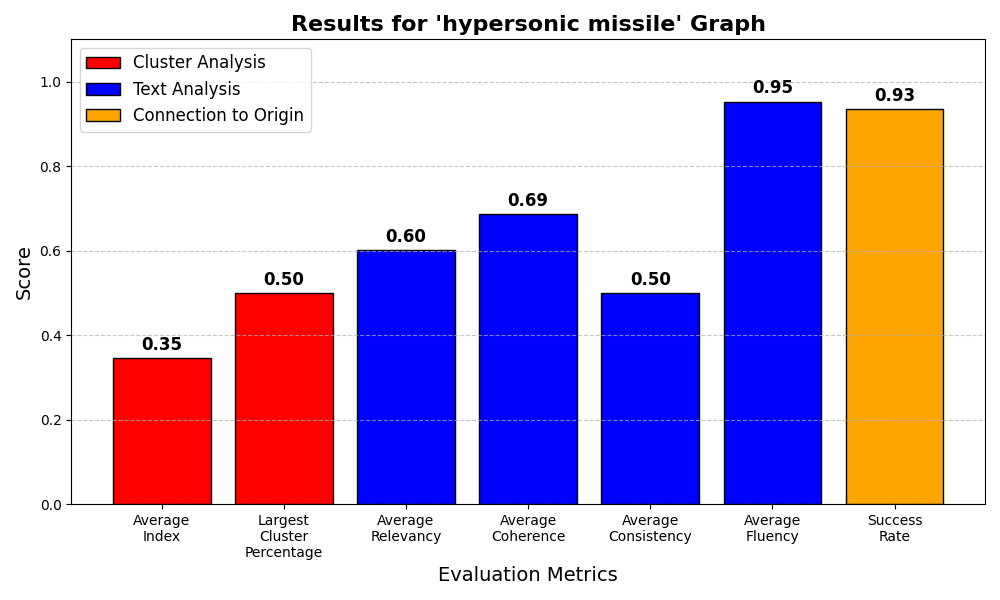 Results for 'hypersonic missile' Graph
Cluster Analysis
Text Analysis
Connection to Origin
Score
1.0
0.8
0.6
0.4
0.2
0.0
0.35
0.50
0.60
0.69
0.50
0.95
0.93
Average
Index
Largest
Cluster
Percentage
Average
Relevancy
Average
Coherence
Average
Consistency
Average
Fluency
Success
Rate
Evaluation Metrics